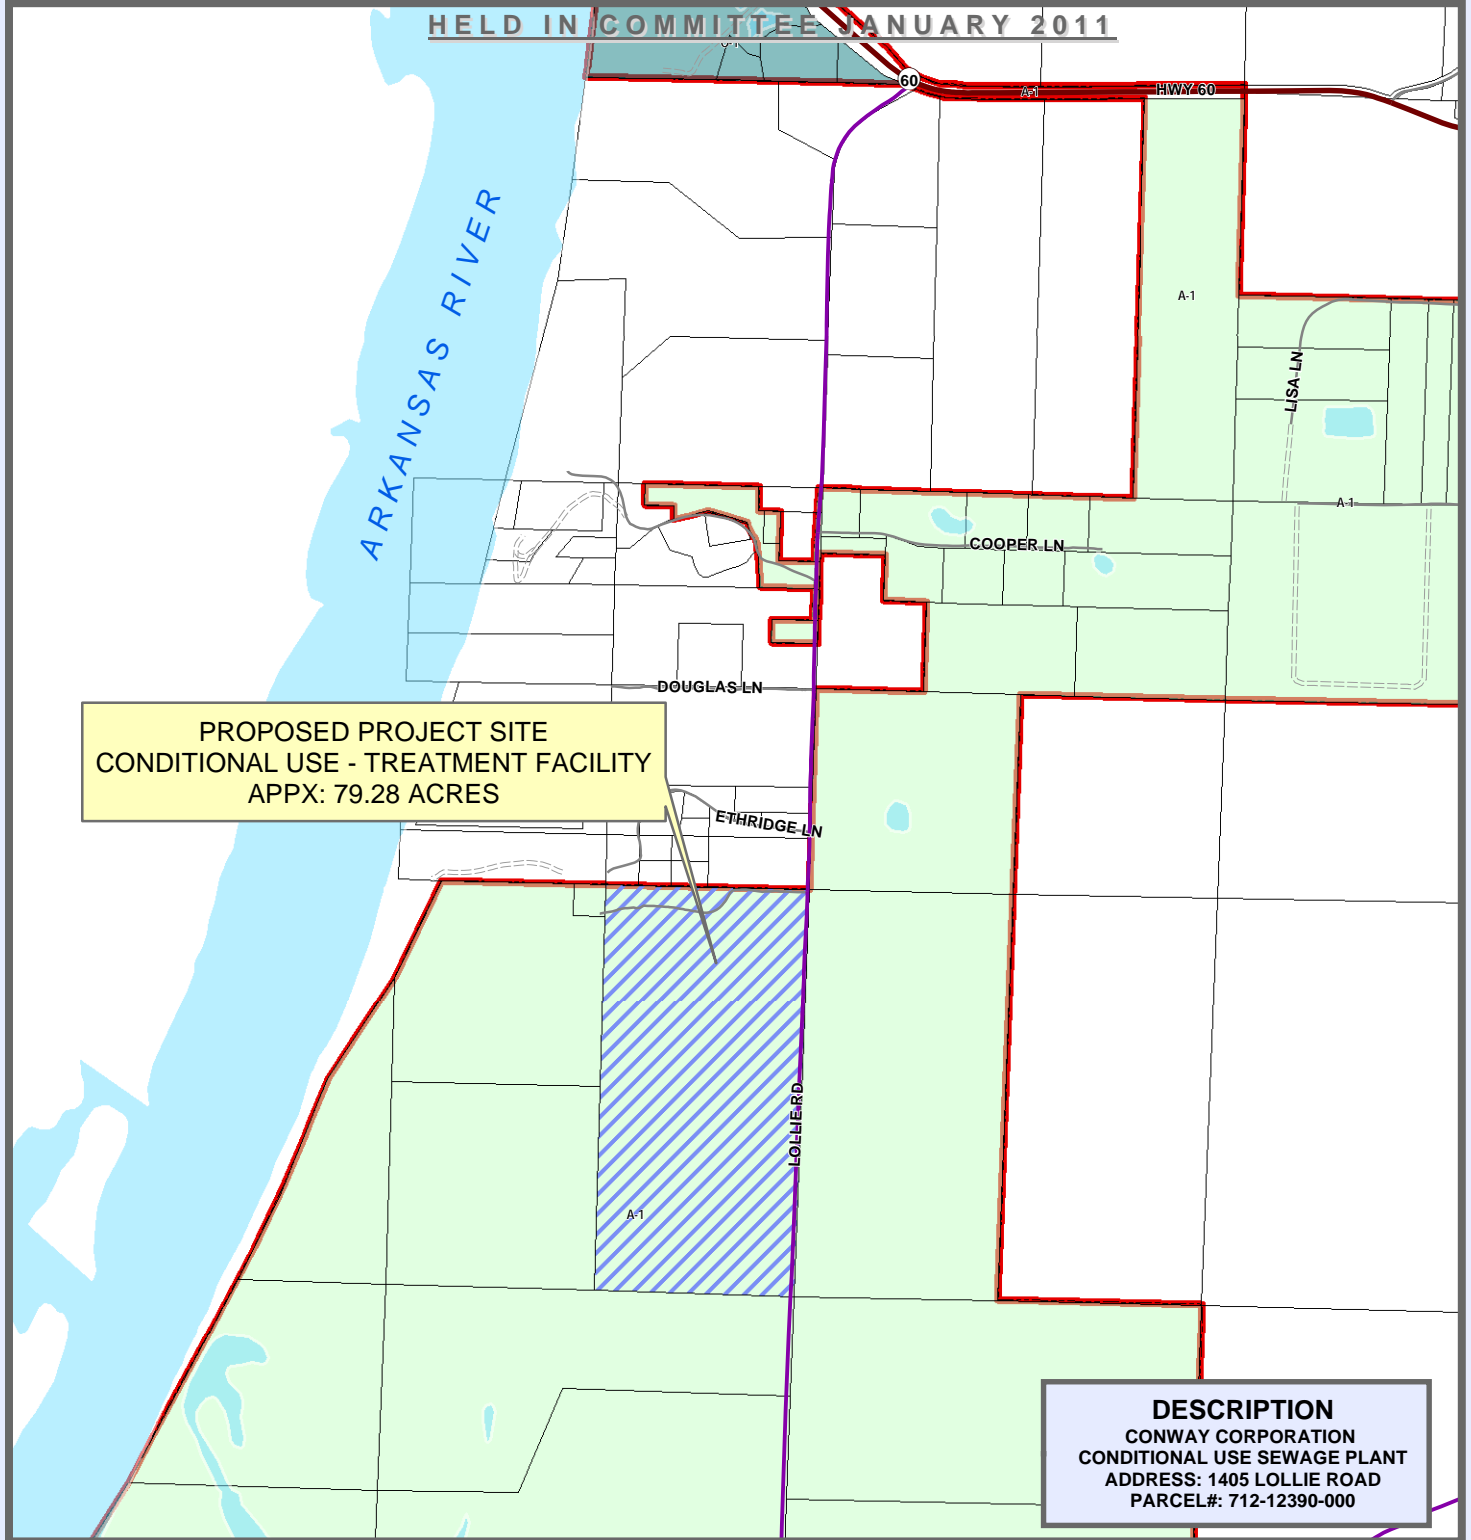 HELD IN COMMITTEE JANUARY 2011
60
A-1
HWY 60
ARKANSAS RIVER
A-1
LISA LN
A-1
COOPER LN
DOUGLAS LN
PROPOSED PROJECT SITE
CONDITIONAL USE - TREATMENT FACILITY
APPX: 79.28 ACRES
ETHRIDGE LN
LOLLIE RD
A-1
DESCRIPTION
CONWAY CORPORATION
CONDITIONAL USE SEWAGE PLANT
ADDRESS: 1405 LOLLIE ROAD
PARCEL#: 712-12390-000